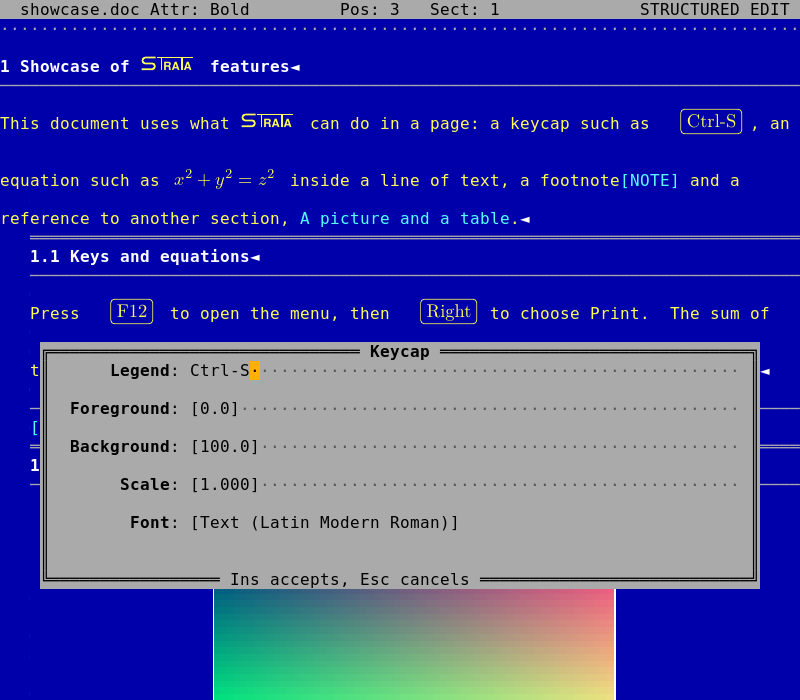 showcase.doc Attr: Bold Pos: 3 Sect: 1 STRUCTURED EDIT
1 Showcase of STRATA features◄
This document uses what STRATA can do in a page: a keycap such as Ctrl-S , an
equation such as x² + y² = z² inside a line of text, a footnote[NOTE] and a
reference to another section, A picture and a table.◄
1.1 Keys and equations◄
Press F12 to open the menu, then Right to choose Print. The sum of
t ◄
[
1
Keycap
Legend: Ctrl-S
Foreground: [0.0]
Background: [100.0]
Scale: [1.000]
Font: [Text (Latin Modern Roman)]
Ins accepts, Esc cancels